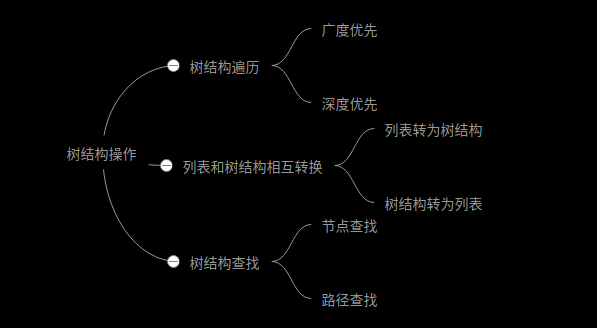 树结构操作
树结构遍历
广度优先
深度优先
列表和树结构相互转换
列表转为树结构
树结构转为列表
树结构查找
节点查找
路径查找